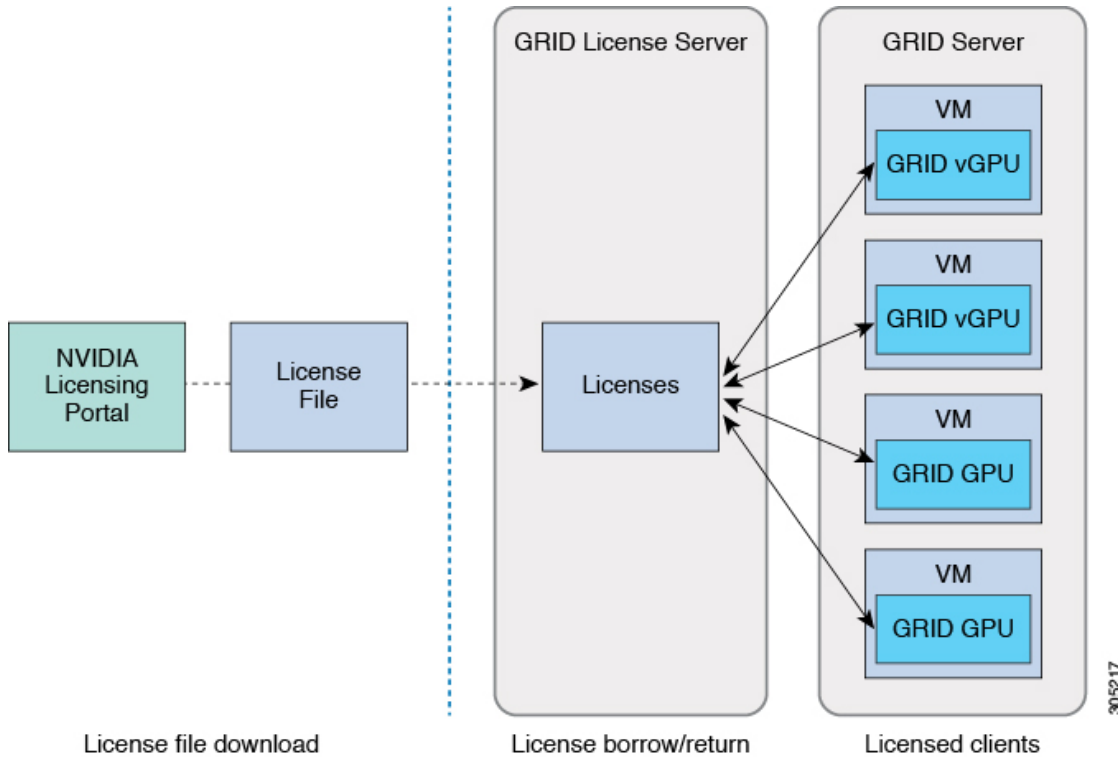 GRID License Server
GRID Server
VM
GRID vGPU
VM
GRID vGPU
NVIDIA
Licensing
Portal
License
File
Licenses
VM
GRID GPU
VM
GRID GPU
305217
License file download
License borrow/return
Licensed clients